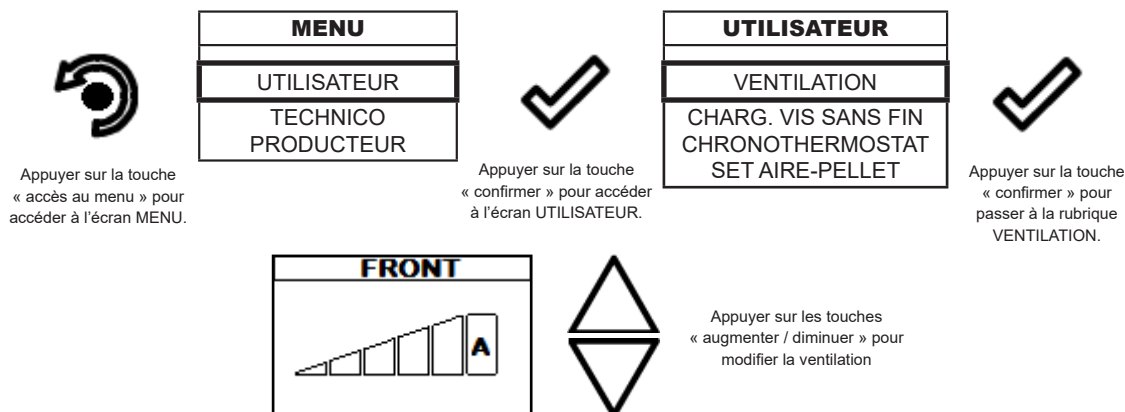 MENU
UTILISATEUR
TECHNICO
PRODUCTEUR
UTILISATEUR
VENTILATION
CHARG. VIS SANS FIN
CHRONOTHERMOSTAT
SET AIRE-PELLET
Appuyer sur la touche
« accès au menu » pour
accéder à l’écran MENU.
Appuyer sur la touche
« confirmer » pour accéder
à l’écran UTILISATEUR.
Appuyer sur la touche
« confirmer » pour
passer à la rubrique
VENTILATION.
FRONT
A
Appuyer sur les touches
« augmenter / diminuer » pour
modifier la ventilation